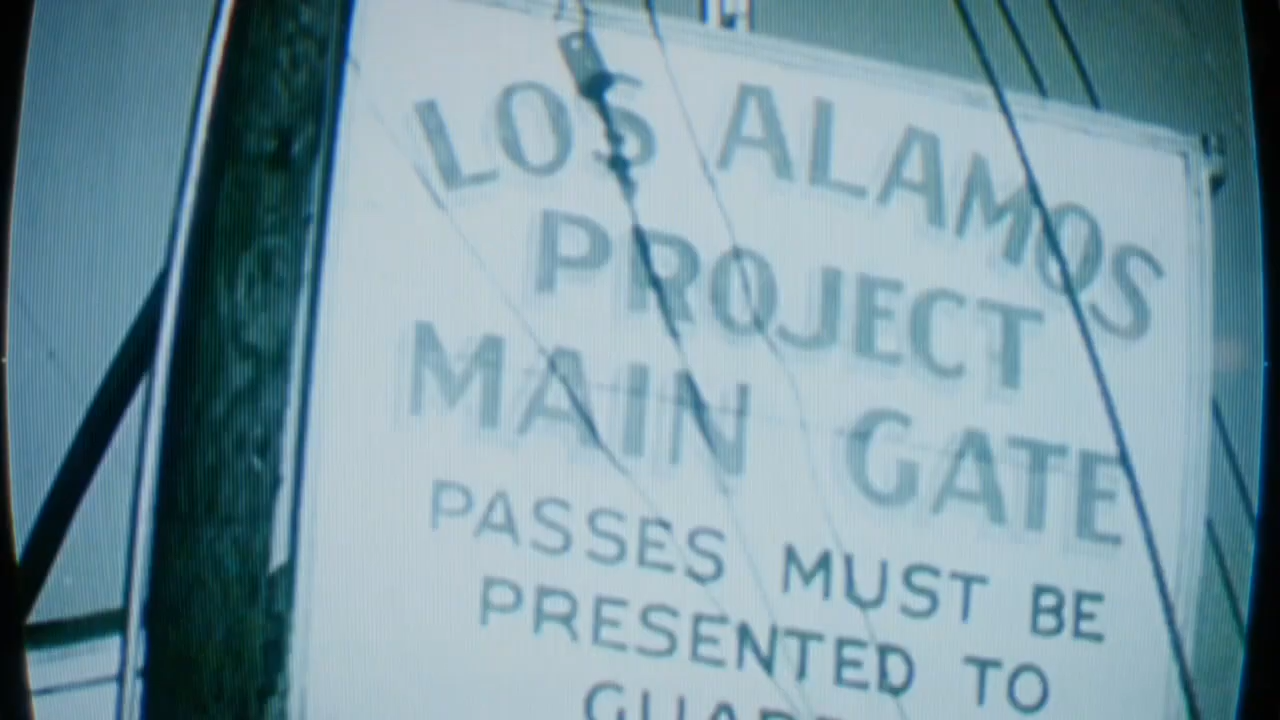 LOS ALAMOS
PROJECT
MAIN GATE
PASSES MUST BE
PRESENTED TO